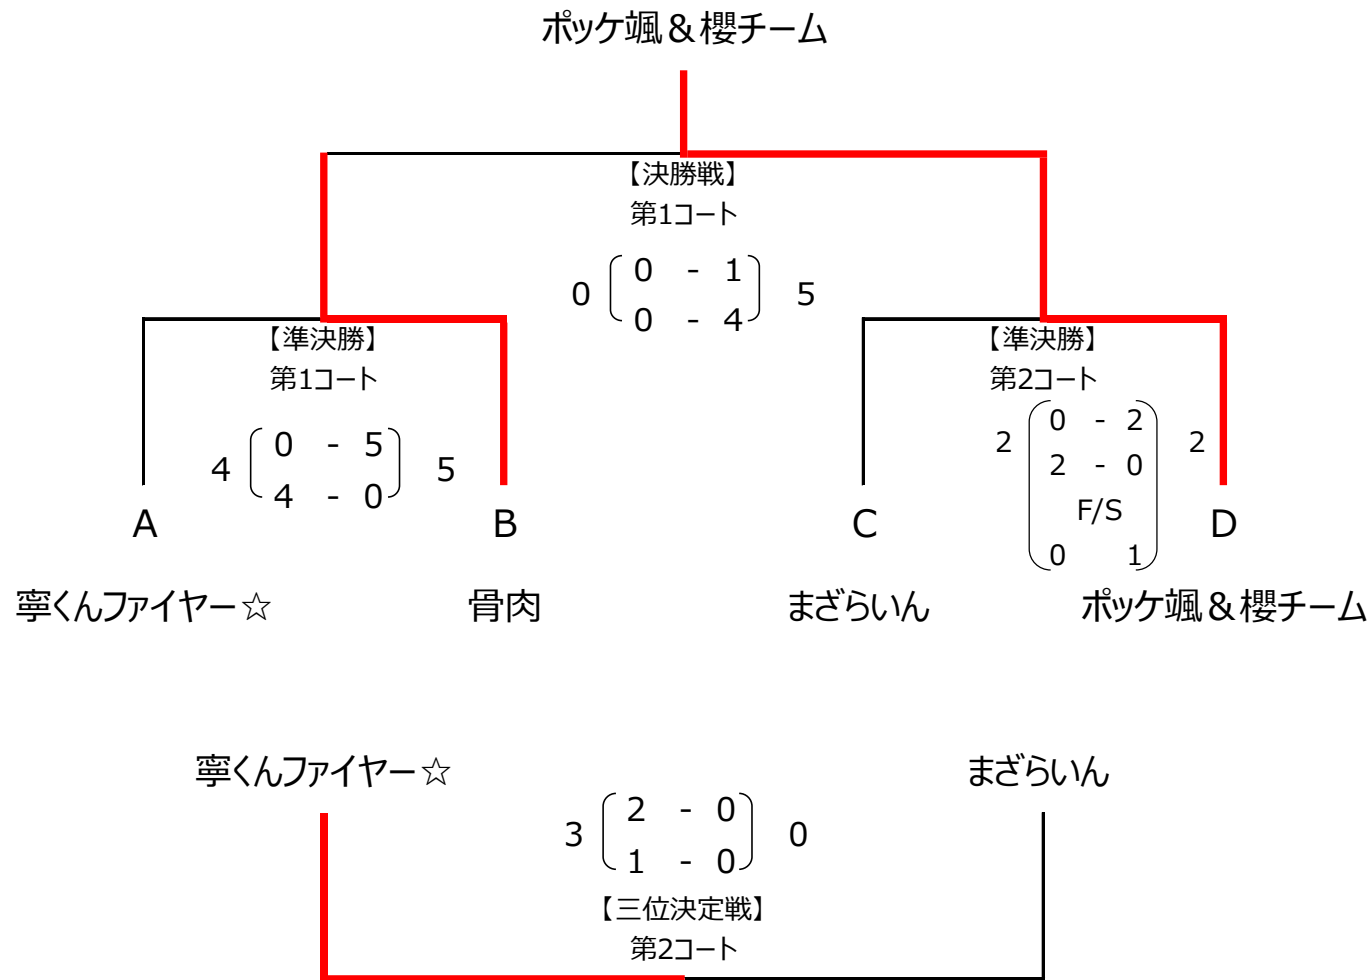 ポッケ颯&櫻チーム
【決勝戦】
第1コート
0 - 1
0 5
0 - 4
【準決勝】 【準決勝】
第1コート 第2コート
0 - 5 0 - 2
4 5 2 2
4 - 0 2 - 0
F/S
0 1
A B C D
寧くんファイヤー☆ 骨肉 まざらいん ポッケ颯&櫻チーム
寧くんファイヤー☆ まざらいん
2 - 0
3 0
1 - 0
【三位決定戦】
第2コート